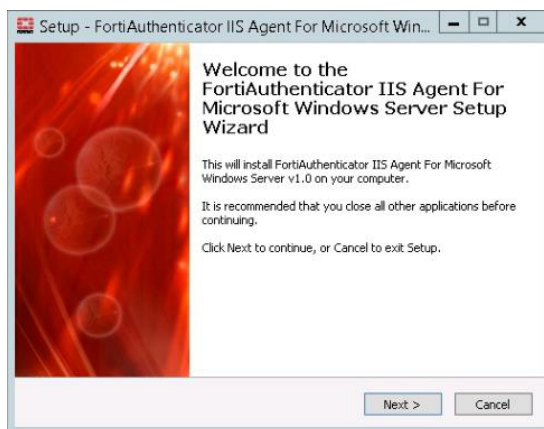 Setup - FortiAuthenticator IIS Agent For Microsoft Win...
Welcome to the
FortiAuthenticator IIS Agent For
Microsoft Windows Server Setup
Wizard
This will install FortiAuthenticator IIS Agent For Microsoft
Windows Server v1.0 on your computer.
It is recommended that you close all other applications before
continuing.
Click Next to continue, or Cancel to exit Setup.
Next >
Cancel